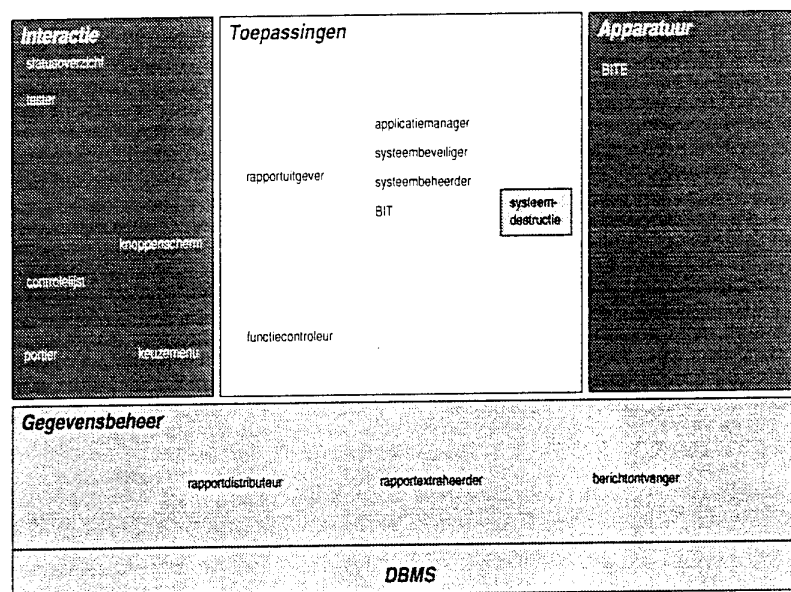 Interactie
statusoverzicht
tester
knoppenscherm
controlelijst
portier
keuzemenu
Toepassingen
applicatiemanager
systeembeveiliger
rapportuitgever
systeembeheerder
BIT
systeem-
destructie
functiecontroleur
Apparatuur
BITE
Gegevensbeheer
rapportdistributeur
rapportextraheerder
berichtontvanger
DBMS